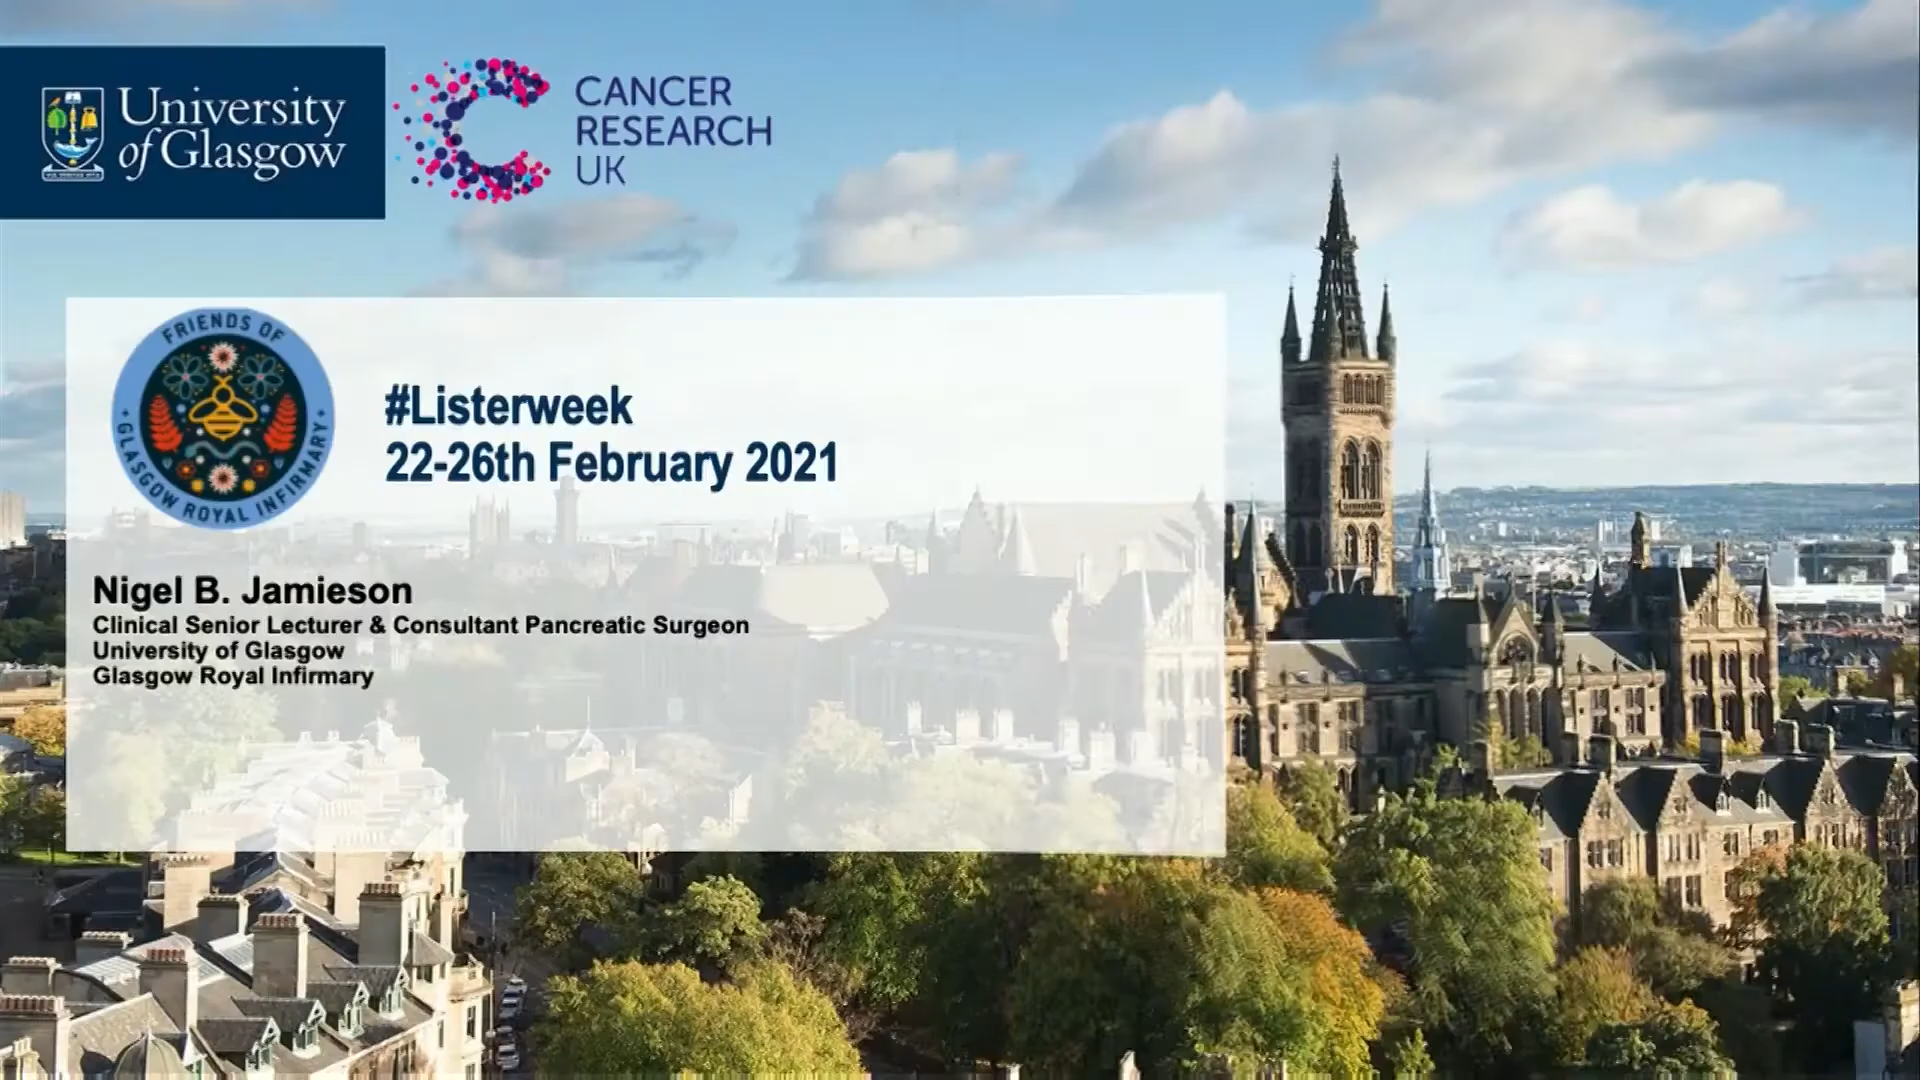 University
of Glasgow
CANCER
RESEARCH
UK
FRIENDS OF
GLASGOW ROYAL INFIRMARY
#Listerweek
22-26th February 2021
Nigel B. Jamieson
Clinical Senior Lecturer & Consultant Pancreatic Surgeon
University of Glasgow
Glasgow Royal Infirmary